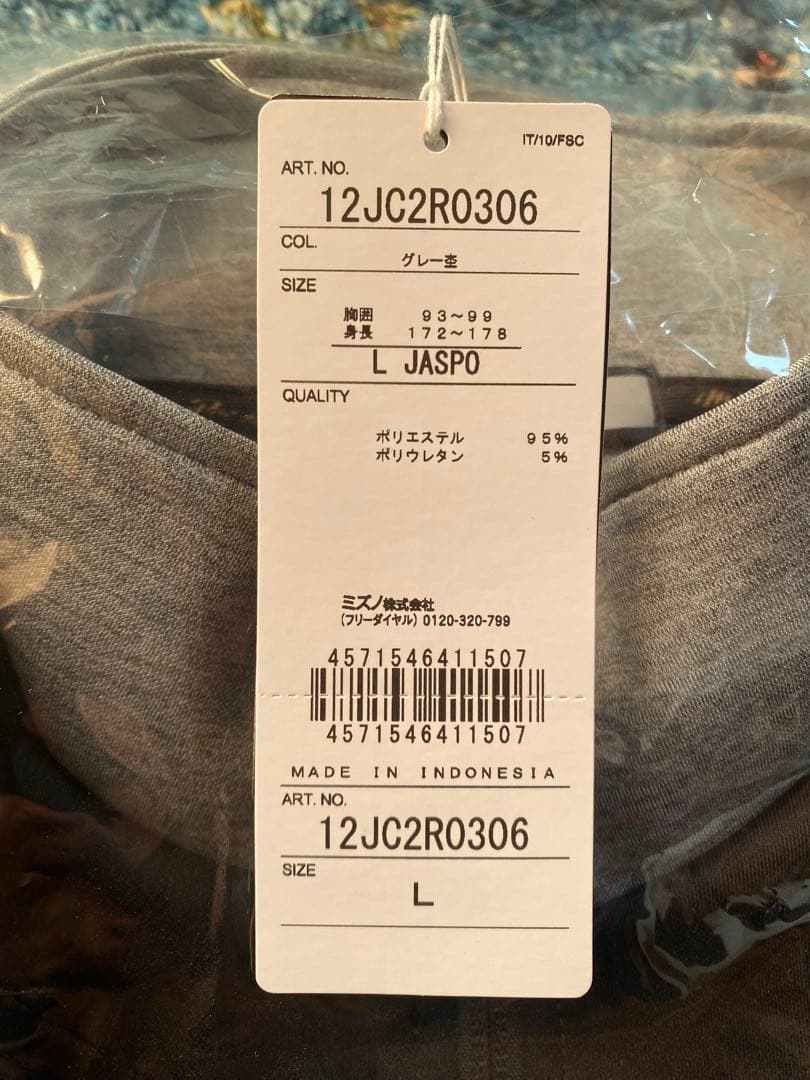 IT/10/FSC
ART. NO.
12JC2R0306
COL.
グレー杢
SIZE
胸囲 93～99
身長 172～178
L JASPO
QUALITY
ポリエステル 95%
ポリウレタン 5%
ミズノ株式会社
(フリーダイヤル) 0120-320-799
4571546411507
4571546411507
MADE IN INDONESIA
ART. NO.
12JC2R0306
SIZE
L